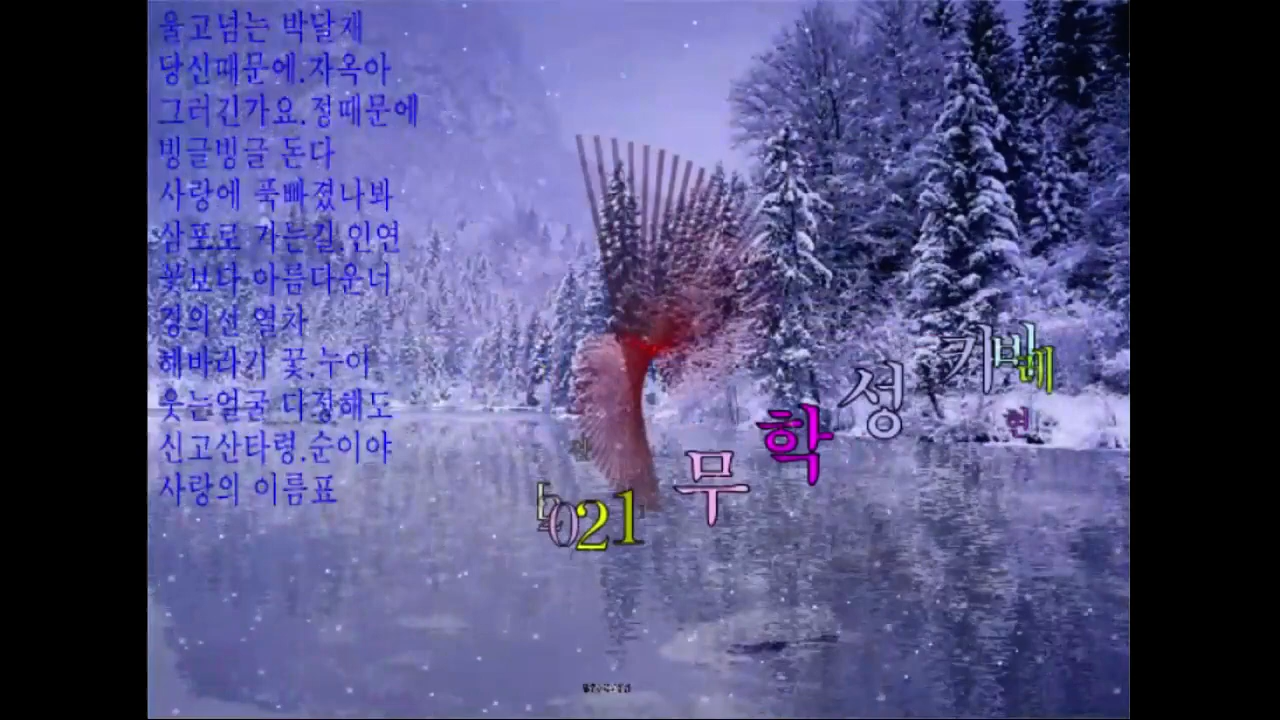 울고넘는 박달재
당신때문에.자옥아
그러긴가요.정때문에
빙글빙글 돈다
사랑에 푹빠졌나봐
삼포로 가는길.인연
꽃보다 아름다운너
경의선 열차
해바라기 꽃.누이
웃는얼굴 다정해도
신고산타령.순이야
사랑의 이름표
2021 무학성 카바레
현